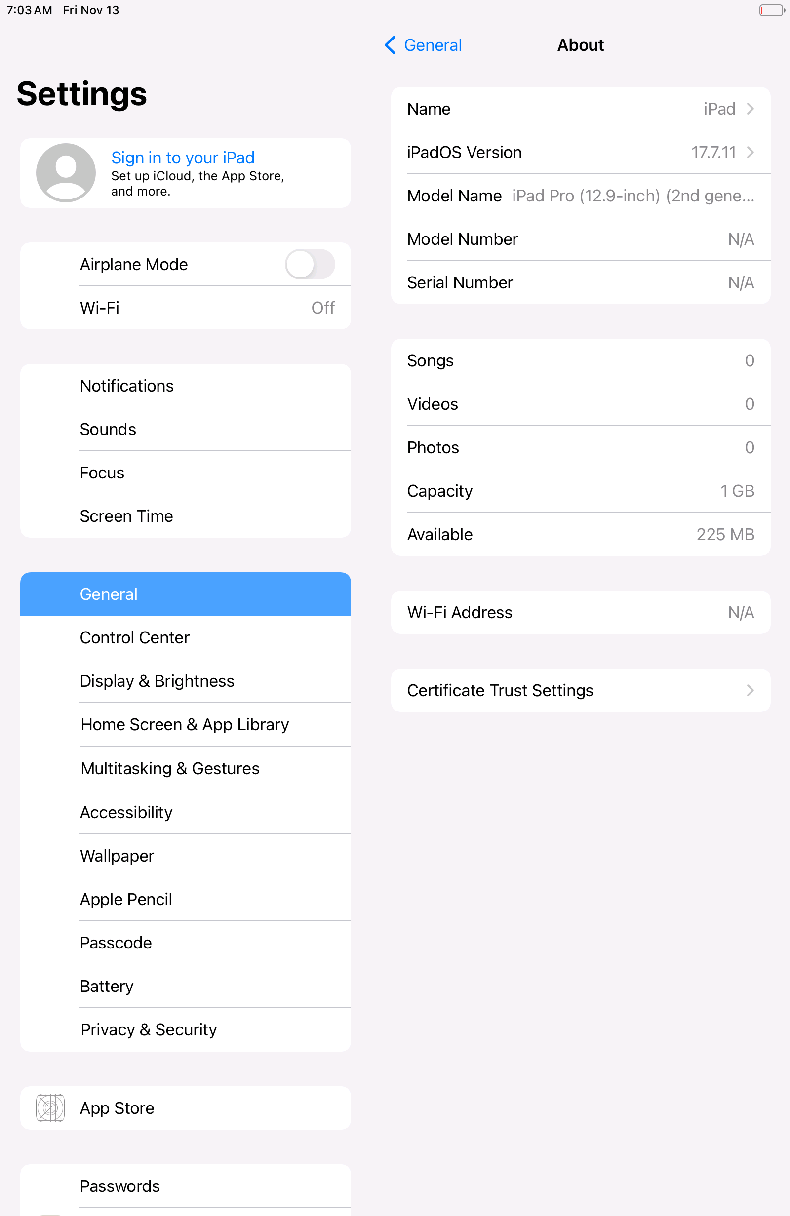 7:03 AM Fri Nov 13
Settings
Sign in to your iPad
Set up iCloud, the App Store,
and more.
Airplane Mode
Wi-Fi Off
Notifications
Sounds
Focus
Screen Time
General
Control Center
Display & Brightness
Home Screen & App Library
Multitasking & Gestures
Accessibility
Wallpaper
Apple Pencil
Passcode
Battery
Privacy & Security
App Store
Passwords
General
About
Name iPad
iPadOS Version 17.7.11
Model Name iPad Pro (12.9-inch) (2nd gene...
Model Number N/A
Serial Number N/A
Songs 0
Videos 0
Photos 0
Capacity 1 GB
Available 225 MB
Wi-Fi Address N/A
Certificate Trust Settings